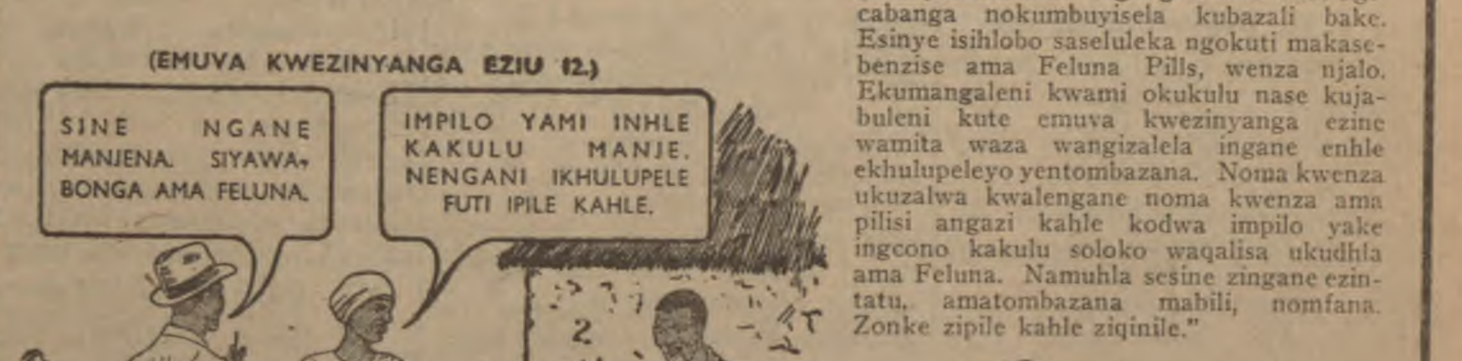 (EMUVA KWEZINYANGA EZIU 12.)
SINE NGANE
MANJENA. SIYAWA,
BONGA AMA FELUNA.
IMPILO YAMI INHLE
KAKULU MANJE.
NENGANI IKHULUPELE
FUTI IPILE KAHLE.
2
cabanga nokumbuyisela kubazali bake.
Esinye isihlobo saseluleka ngokuti makase-
benzise ama Feluna Pills, wenza njalo.
Ekumangaleni kwami okukulu nase kuja-
buleni kute emuva kwezinyanga ezine
wamita waza wangizalela ingane enhle
ekhulupeleyo yentombazana. Noma kwenza
ukuzalwa kwalengane noma kwenza ama
pilisi angazi kahle kodwa impilo yake
ingcono kakulu soloko waqalisa ukudhla
ama Feluna. Namuhla sesine zingane ezin-
tatu, amatombazana mabili, nomfana.
Zonke zipile kahle ziqinile."